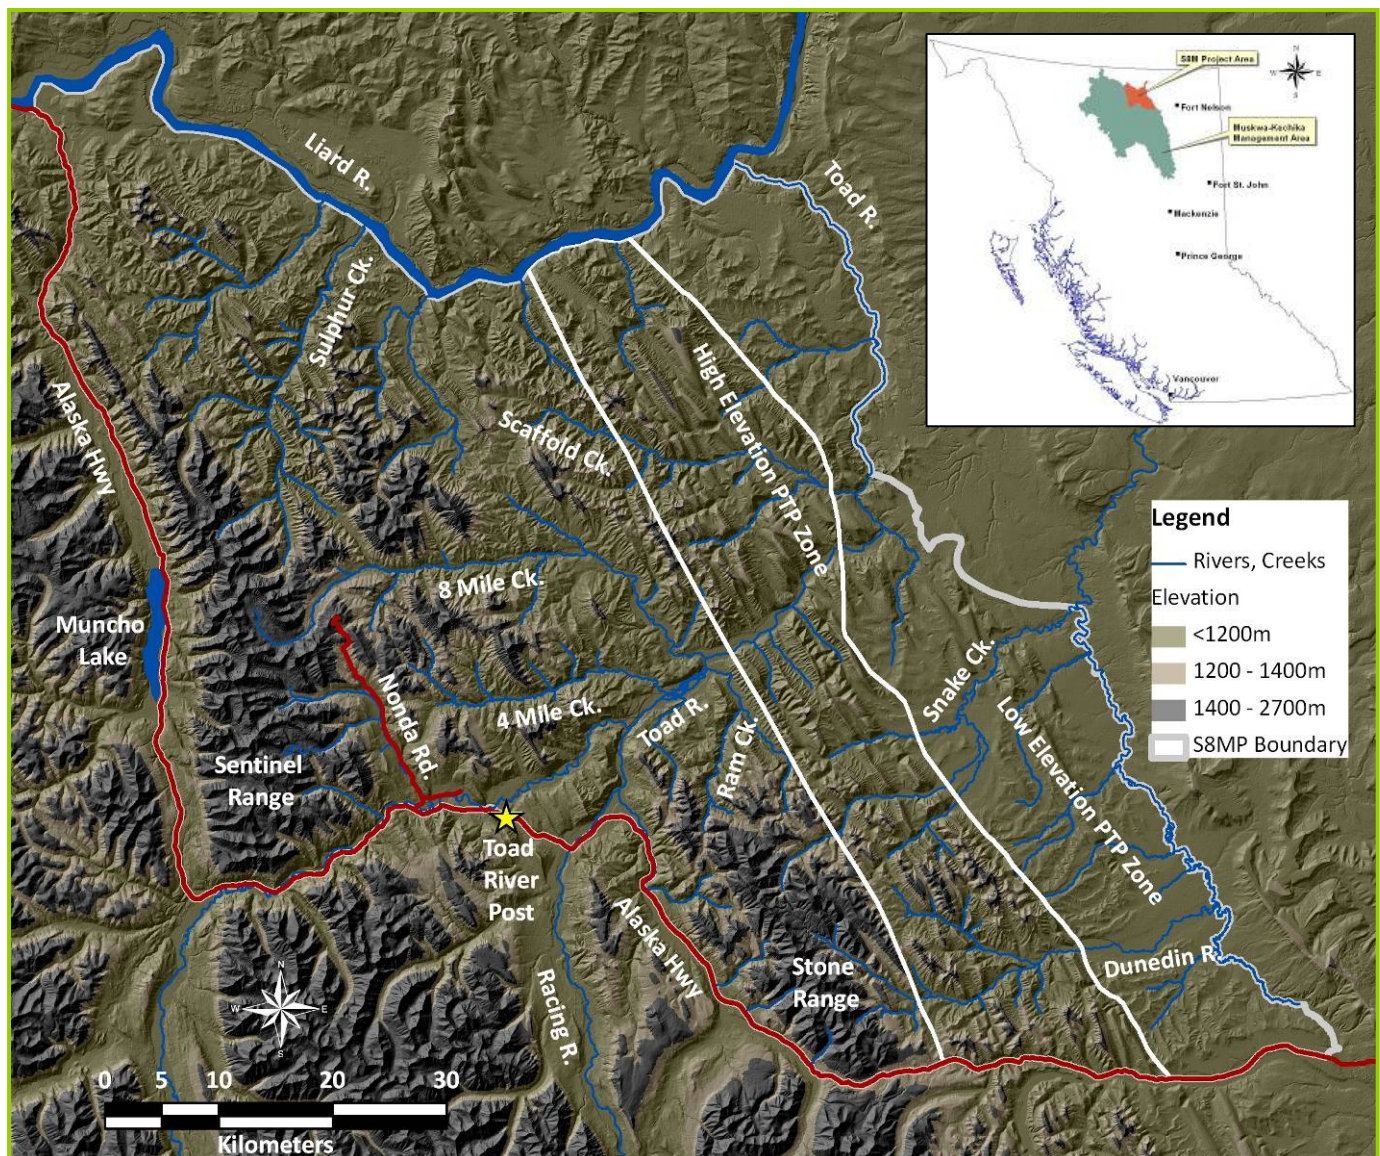 N
W E
S
S8M Project Area
Fort Nelson
Muskwa-Kechika
Management Area
Fort St. John
Mackenzie
Prince George
Vancouver
Liard R.
Toad R.
Sulphur Ck.
Alaska Hwy
High Elevation PTP Zone
Scaffold Ck.
8 Mile Ck.
Muncho
Lake
Nonda Rd.
4 Mile Ck.
Toad R.
Ram Ck.
Snake Ck.
Low Elevation PTP Zone
Sentinel
Range
Toad
River
Post
Alaska Hwy
Racing R.
Stone
Range
Dunedin R.
Legend
Rivers, Creeks
Elevation
<1200m
1200 - 1400m
1400 - 2700m
S8MP Boundary
N
W E
S
0 5 10 20 30
Kilometers